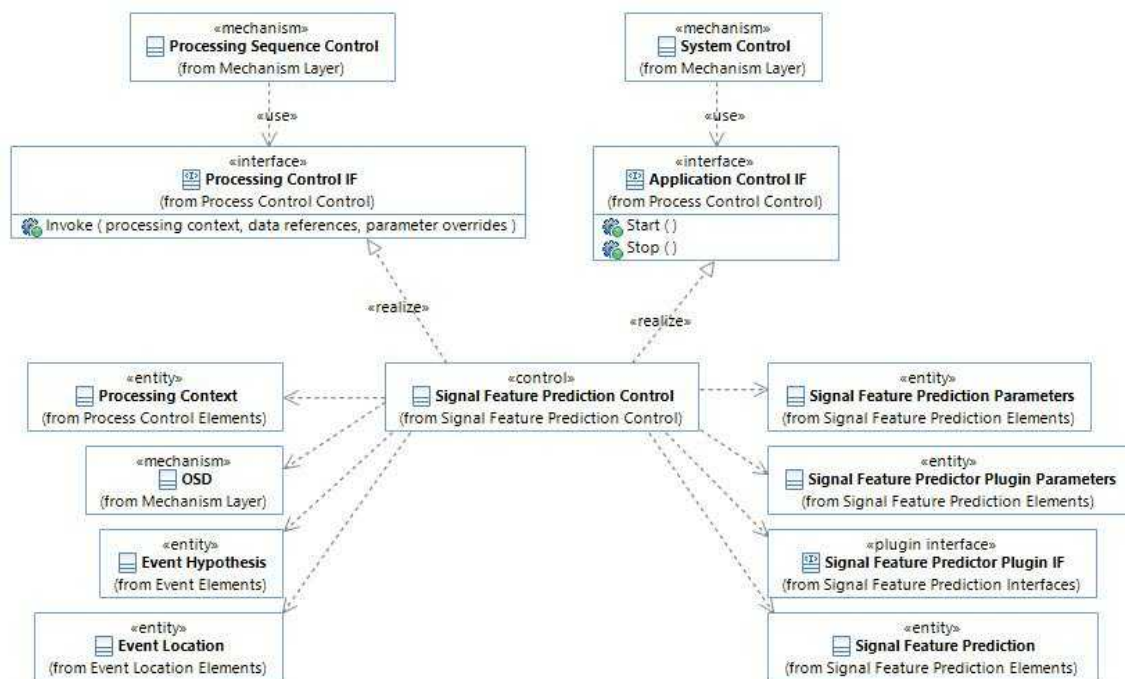 «mechanism»
Processing Sequence Control
(from Mechanism Layer)
«mechanism»
System Control
(from Mechanism Layer)
«use»
«use»
«interface»
Processing Control IF
(from Process Control Control)
Invoke ( processing context, data references, parameter overrides )
«interface»
Application Control IF
(from Process Control Control)
Start ( )
Stop ( )
«realize»
«realize»
«entity»
Processing Context
(from Process Control Elements)
«control»
Signal Feature Prediction Control
(from Signal Feature Prediction Control)
«entity»
Signal Feature Prediction Parameters
(from Signal Feature Prediction Elements)
«mechanism»
OSD
(from Mechanism Layer)
«entity»
Signal Feature Predictor Plugin Parameters
(from Signal Feature Prediction Elements)
«entity»
Event Hypothesis
(from Event Elements)
«plugin interface»
Signal Feature Predictor Plugin IF
(from Signal Feature Prediction Interfaces)
«entity»
Event Location
(from Event Location Elements)
«entity»
Signal Feature Prediction
(from Signal Feature Prediction Elements)